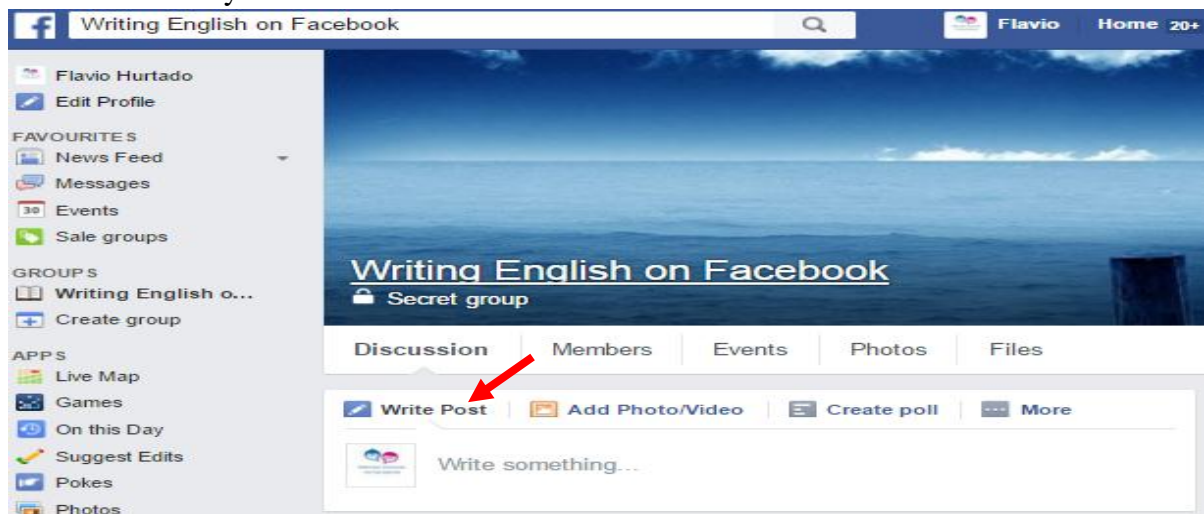 f Writing English on Facebook Flavio Home 20+
Flavio Hurtado
Edit Profile
FAVOURITES
News Feed
Messages
30 Events
Sale groups
GROUPS
Writing English o...
Create group
APPS
Live Map
Games
On this Day
Suggest Edits
Pokes
Photos
Writing English on Facebook
Secret group
Discussion Members Events Photos Files
Write Post Add Photo/Video Create poll More
Write something...